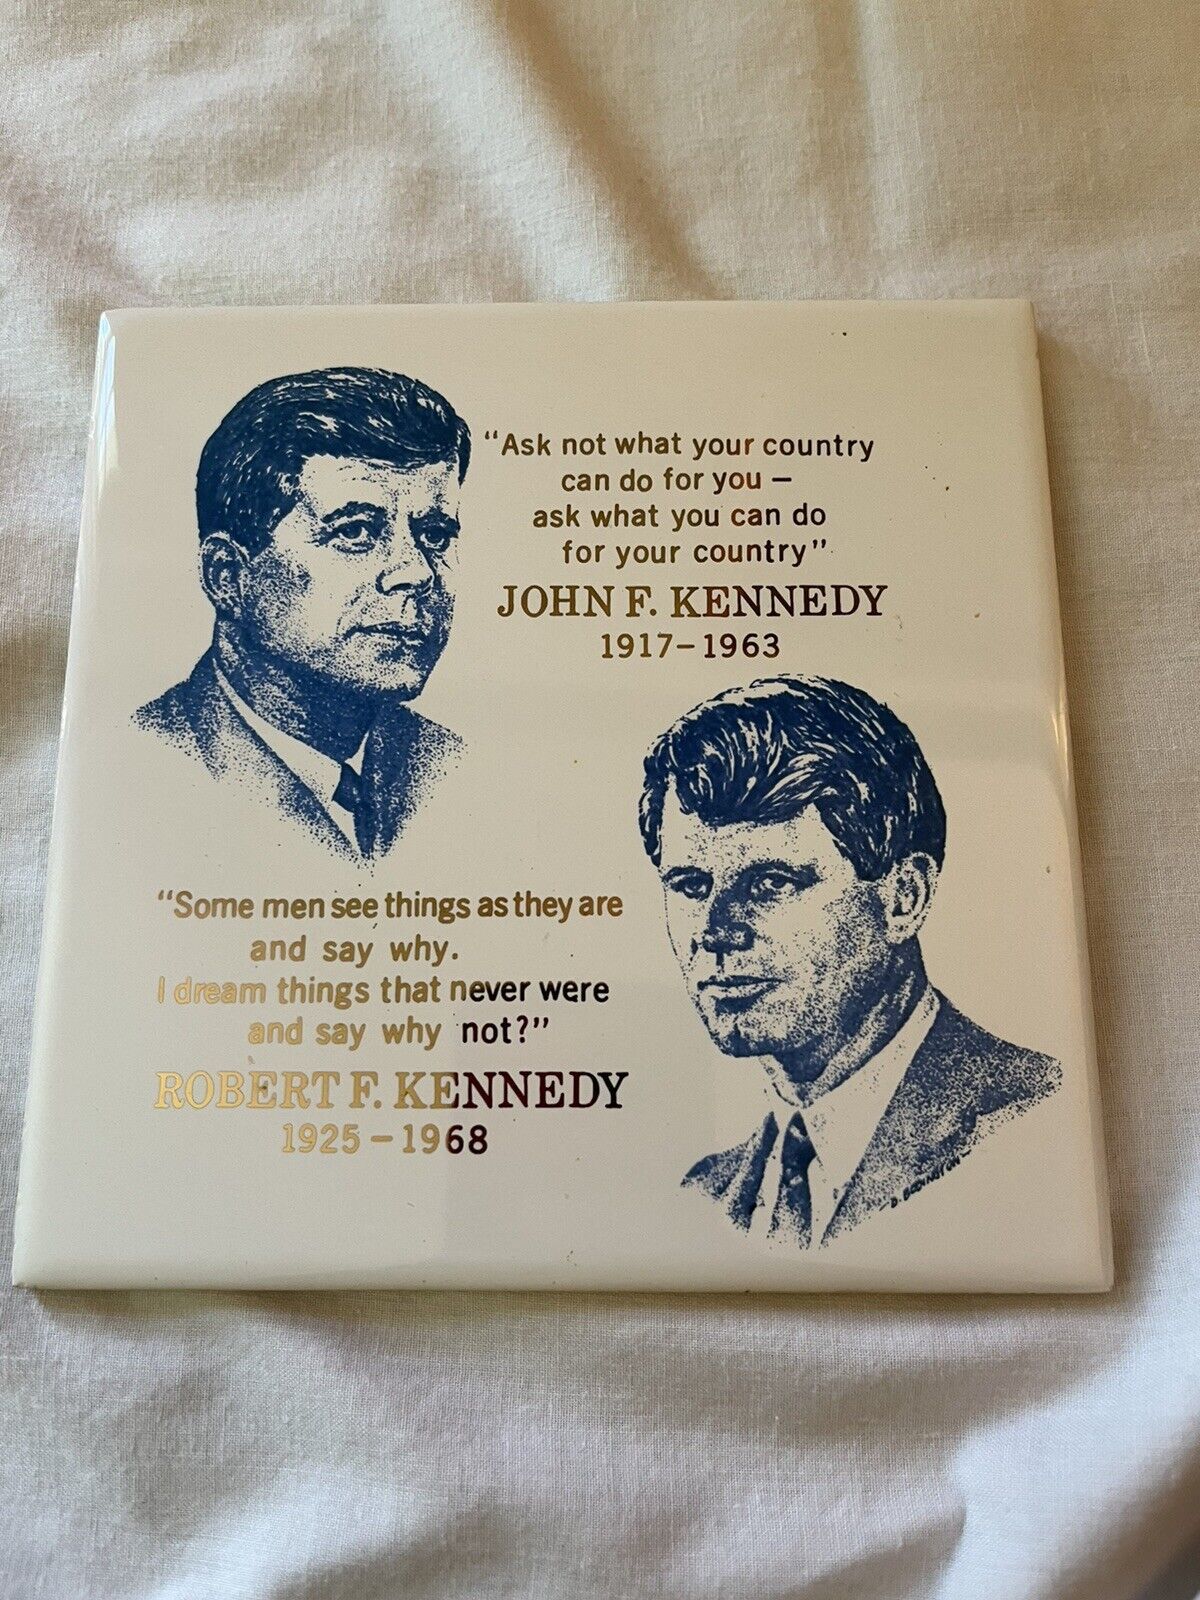 “Ask not what your country
can do for you –
ask what you can do
for your country”
JOHN F. KENNEDY
1917–1963
“Some men see things as they are
and say why.
I dream things that never were
and say why not?”
ROBERT F. KENNEDY
1925–1968
D. BODINGTON